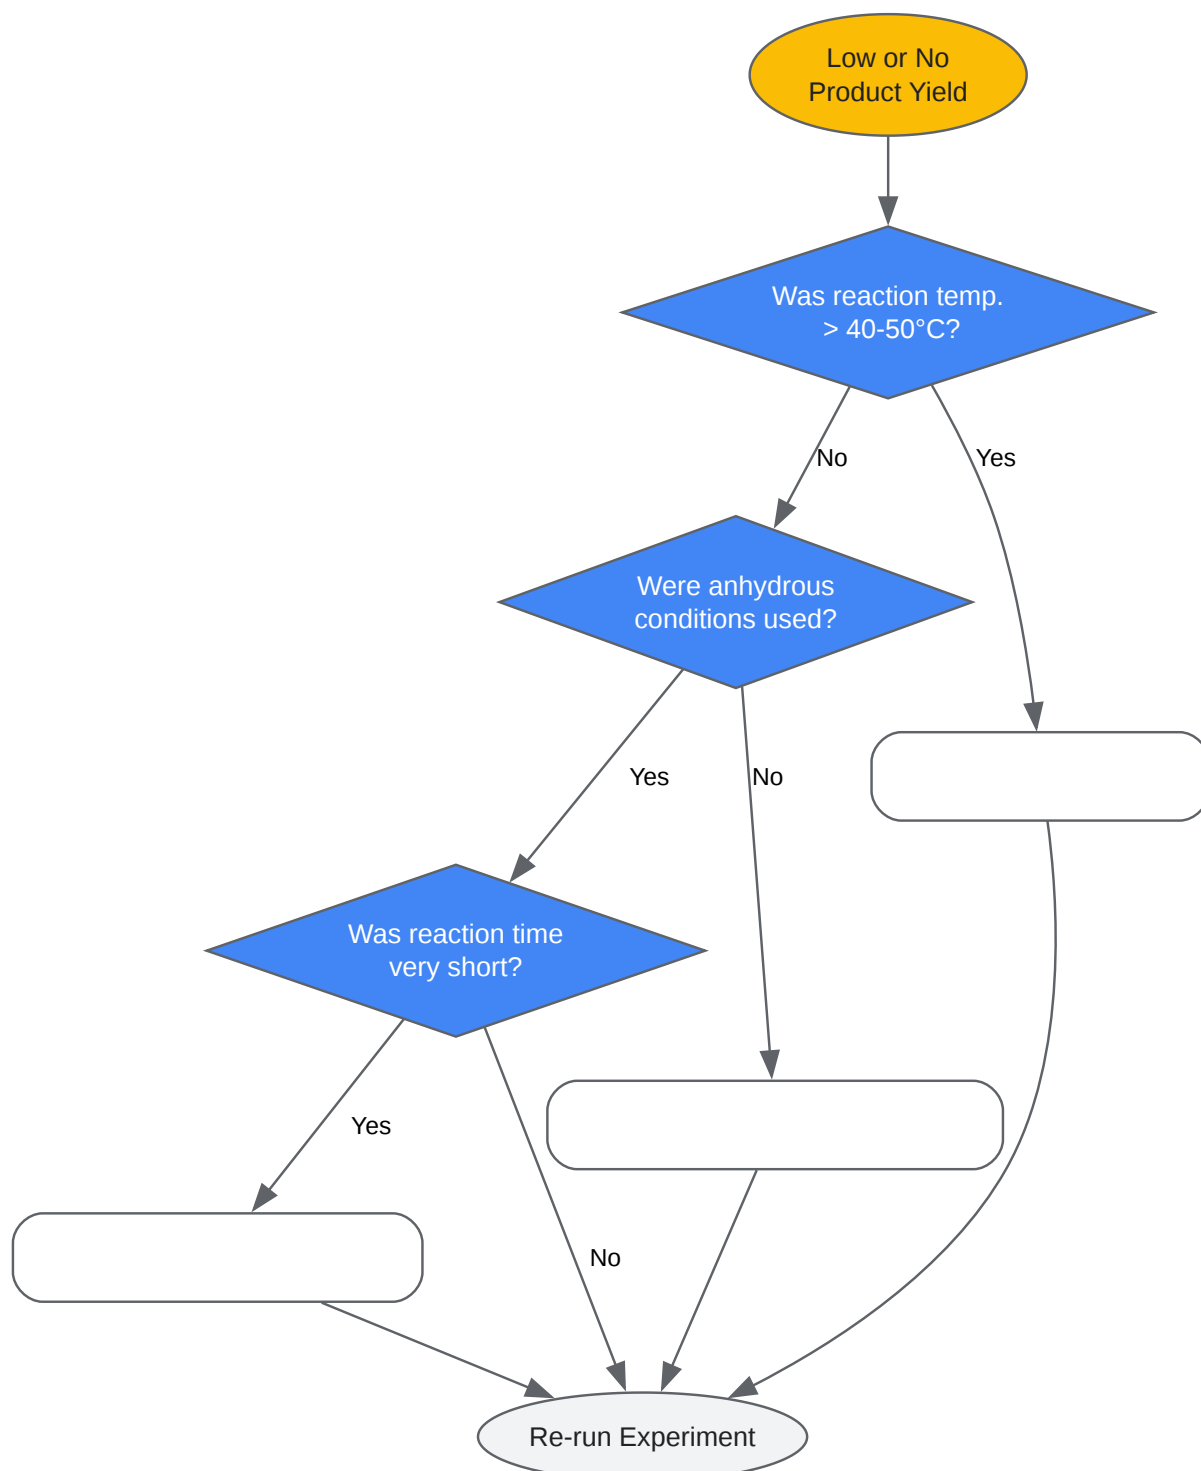 Low or No
Product Yield
Was reaction temp.
> 40-50°C?
No
Yes
Were anhydrous
conditions used?
Yes
No
Was reaction time
very short?
Yes
No
Re-run Experiment